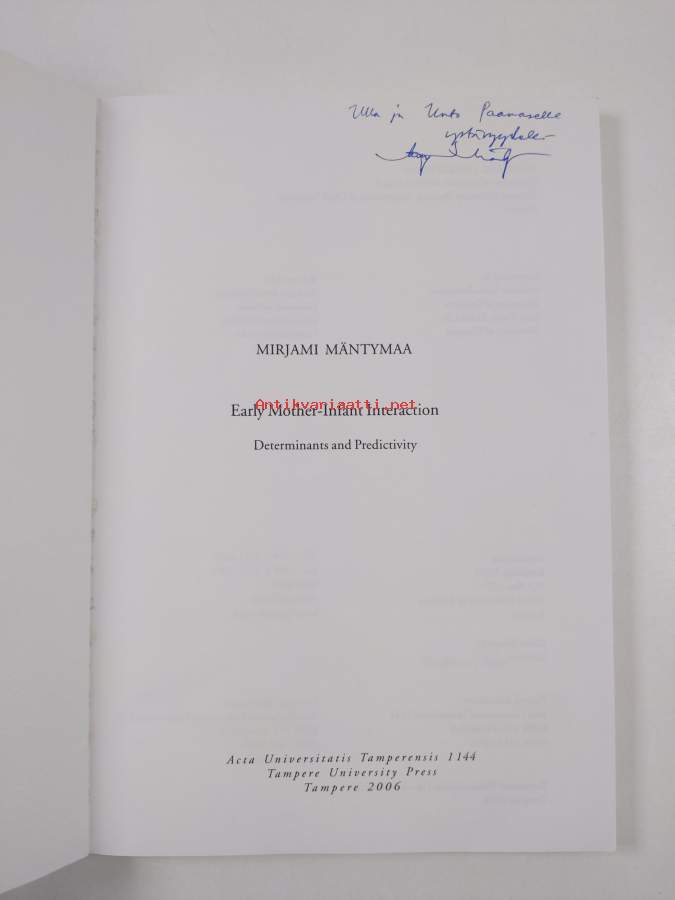 Ulla ja Unto Paanaselle
ystävyydellä
MIRJAMI MÄNTYMAA
Antikvariaatti.net
Early Mother-Infant Interaction
Determinants and Predictivity
Acta Universitatis Tamperensis 1144
Tampere University Press
Tampere 2006